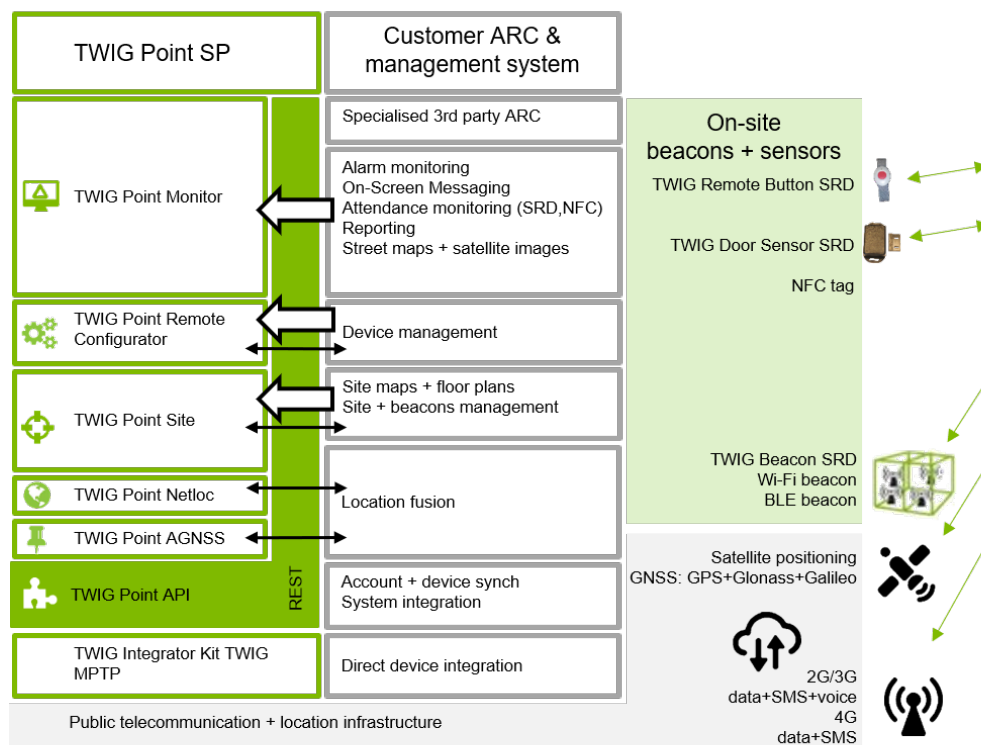 TWIG Point SP
Customer ARC &
management system
Specialised 3rd party ARC
TWIG Point Monitor
Alarm monitoring
On-Screen Messaging
Attendance monitoring (SRD,NFC)
Reporting
Street maps + satellite images
TWIG Point Remote
Configurator
Device management
TWIG Point Site
Site maps + floor plans
Site + beacons management
TWIG Point Netloc
Location fusion
TWIG Point AGNSS
TWIG Point API
REST
Account + device synch
System integration
TWIG Integrator Kit TWIG
MPTP
Direct device integration
Public telecommunication + location infrastructure
On-site
beacons + sensors
TWIG Remote Button SRD
TWIG Door Sensor SRD
NFC tag
TWIG Beacon SRD
Wi-Fi beacon
BLE beacon
Satellite positioning
GNSS: GPS+Glonass+Galileo
2G/3G
data+SMS+voice
4G
data+SMS